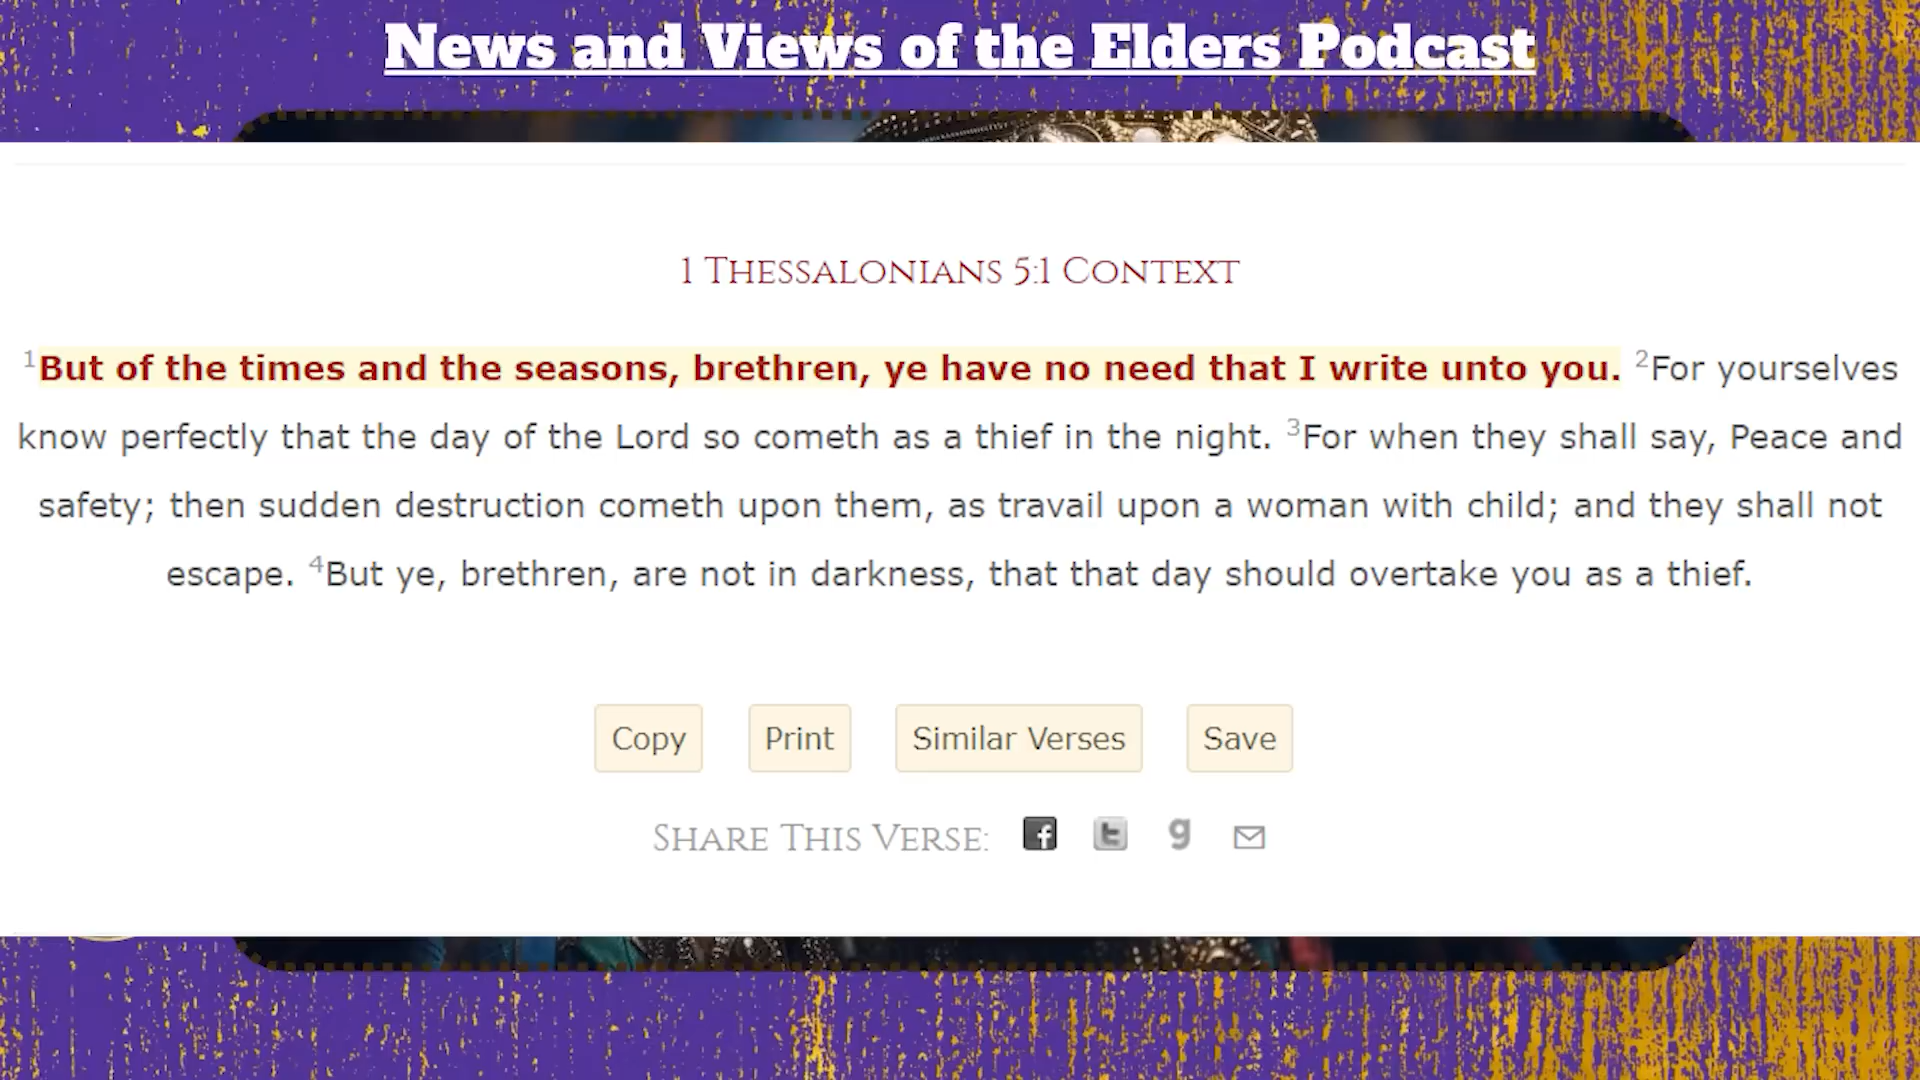 News and Views of the Elders Podcast
1 Thessalonians 5:1 Context
1But of the times and the seasons, brethren, ye have no need that I write unto you. 2For yourselves
know perfectly that the day of the Lord so cometh as a thief in the night. 3For when they shall say, Peace and
safety; then sudden destruction cometh upon them, as travail upon a woman with child; and they shall not
escape. 4But ye, brethren, are not in darkness, that that day should overtake you as a thief.
Copy Print Similar Verses Save
Share This Verse: f t g